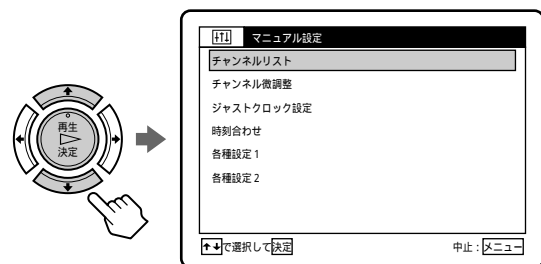 再生
決定
マニュアル設定
チャンネルリスト
チャンネル微調整
ジャストクロック設定
時刻合わせ
各種設定1
各種設定2
で選択して決定 中止:メニュー